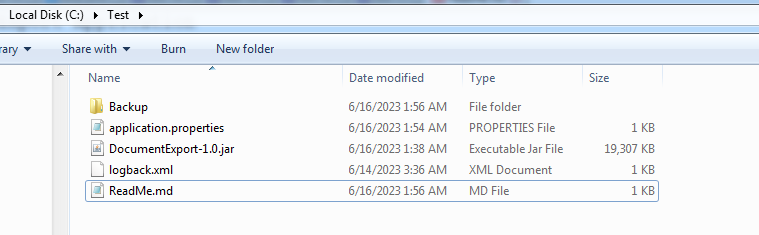 Local Disk (C:) Test
rary Share with Burn New folder
Name Date modified Type Size
Backup 6/16/2023 1:56 AM File folder
application.properties 6/16/2023 1:54 AM PROPERTIES File 1 KB
DocumentExport-1.0.jar 6/16/2023 1:38 AM Executable Jar File 19,307 KB
logback.xml 6/14/2023 3:36 AM XML Document 1 KB
ReadMe.md 6/16/2023 1:56 AM MD File 1 KB